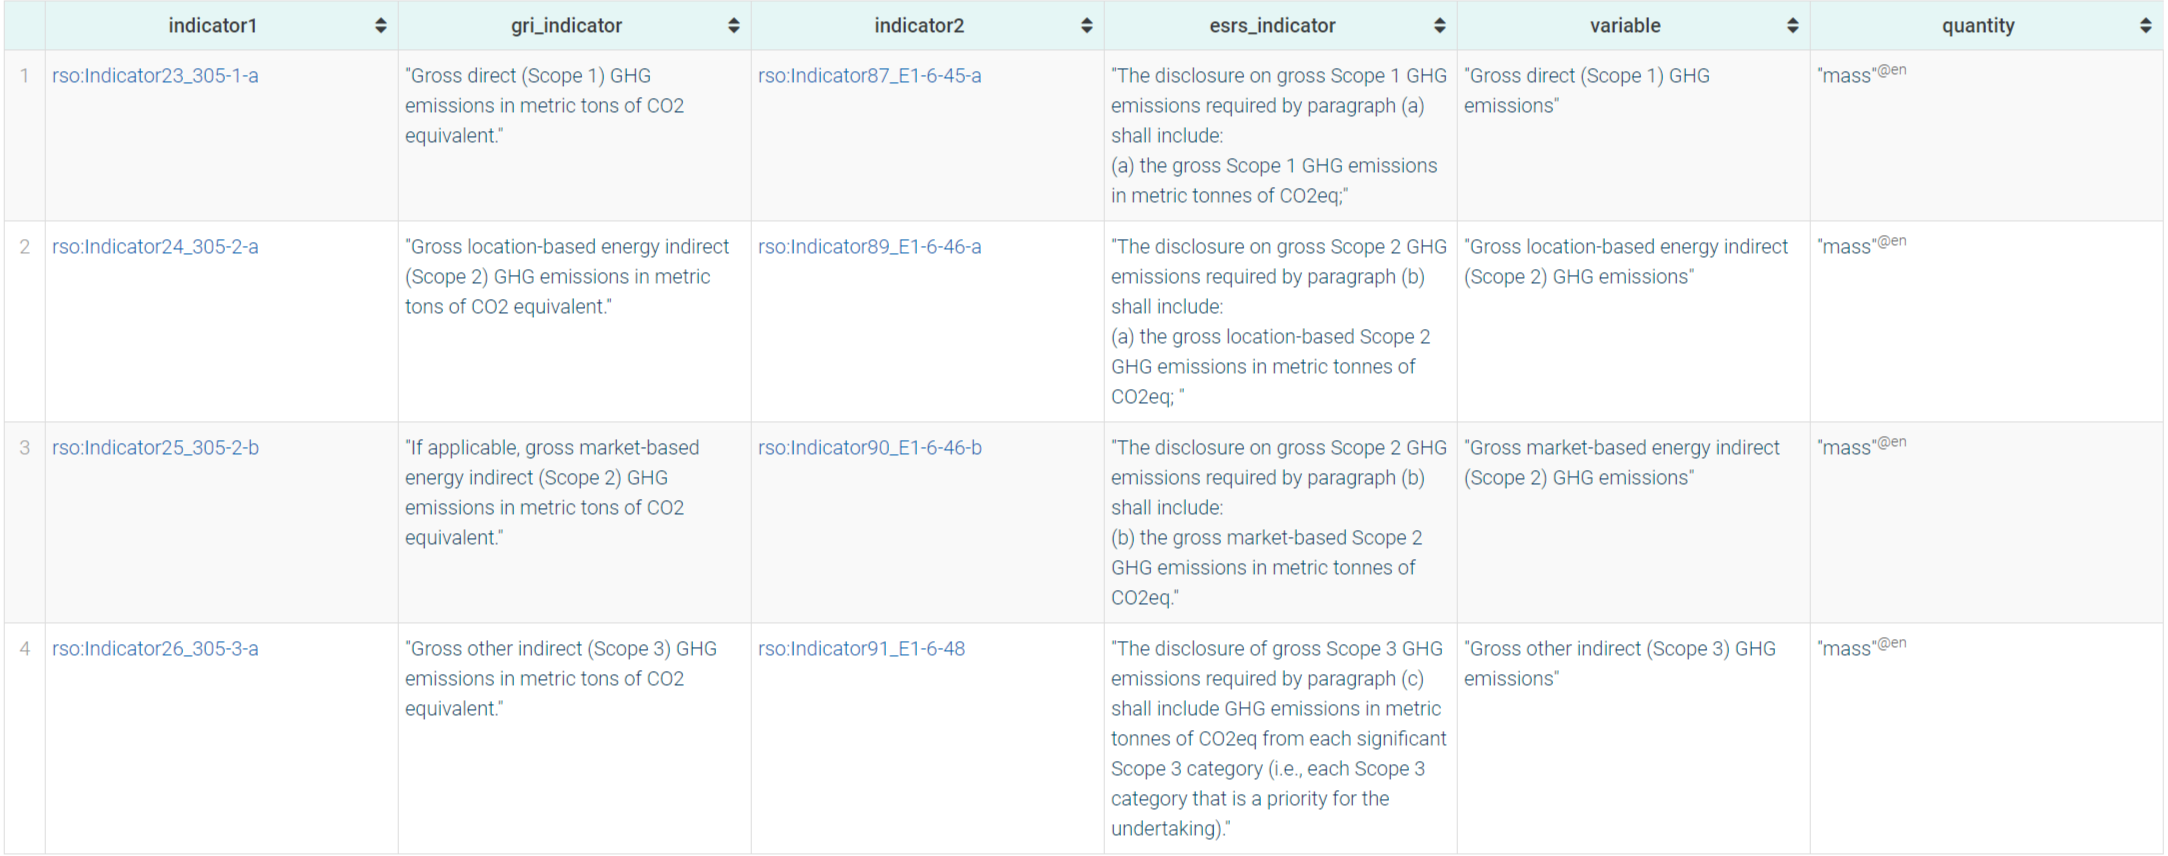 indicator1 gri_indicator indicator2 esrs_indicator variable quantity
1
rso:Indicator23_305-1-a
"Gross direct (Scope 1) GHG
emissions in metric tons of CO2
equivalent."
rso:Indicator87_E1-6-45-a
"The disclosure on gross Scope 1 GHG
emissions required by paragraph (a)
shall include:
(a) the gross Scope 1 GHG emissions
in metric tonnes of CO2eq;"
"Gross direct (Scope 1) GHG
emissions"
"mass"@en
2
rso:Indicator24_305-2-a
"Gross location-based energy indirect
(Scope 2) GHG emissions in metric
tons of CO2 equivalent."
rso:Indicator89_E1-6-46-a
"The disclosure on gross Scope 2 GHG
emissions required by paragraph (b)
shall include:
(a) the gross location-based Scope 2
GHG emissions in metric tonnes of
CO2eq; "
"Gross location-based energy indirect
(Scope 2) GHG emissions"
"mass"@en
3
rso:Indicator25_305-2-b
"If applicable, gross market-based
energy indirect (Scope 2) GHG
emissions in metric tons of CO2
equivalent."
rso:Indicator90_E1-6-46-b
"The disclosure on gross Scope 2 GHG
emissions required by paragraph (b)
shall include:
(b) the gross market-based Scope 2
GHG emissions in metric tonnes of
CO2eq."
"Gross market-based energy indirect
(Scope 2) GHG emissions"
"mass"@en
4
rso:Indicator26_305-3-a
"Gross other indirect (Scope 3) GHG
emissions in metric tons of CO2
equivalent."
rso:Indicator91_E1-6-48
"The disclosure of gross Scope 3 GHG
emissions required by paragraph (c)
shall include GHG emissions in metric
tonnes of CO2eq from each significant
Scope 3 category (i.e., each Scope 3
category that is a priority for the
undertaking)."
"Gross other indirect (Scope 3) GHG
emissions"
"mass"@en